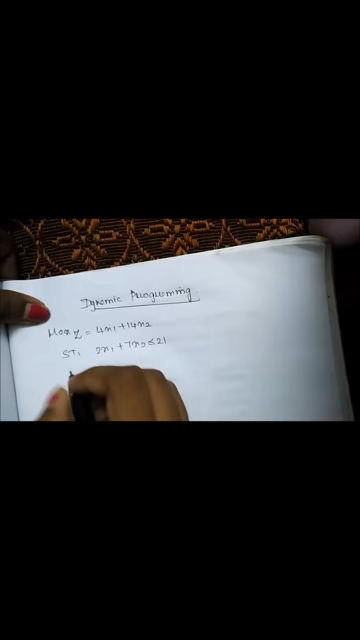 Dynamic Programming
Max Z = 4x1 + 14x2
ST, 2x1 + 7x2 ≤ 21